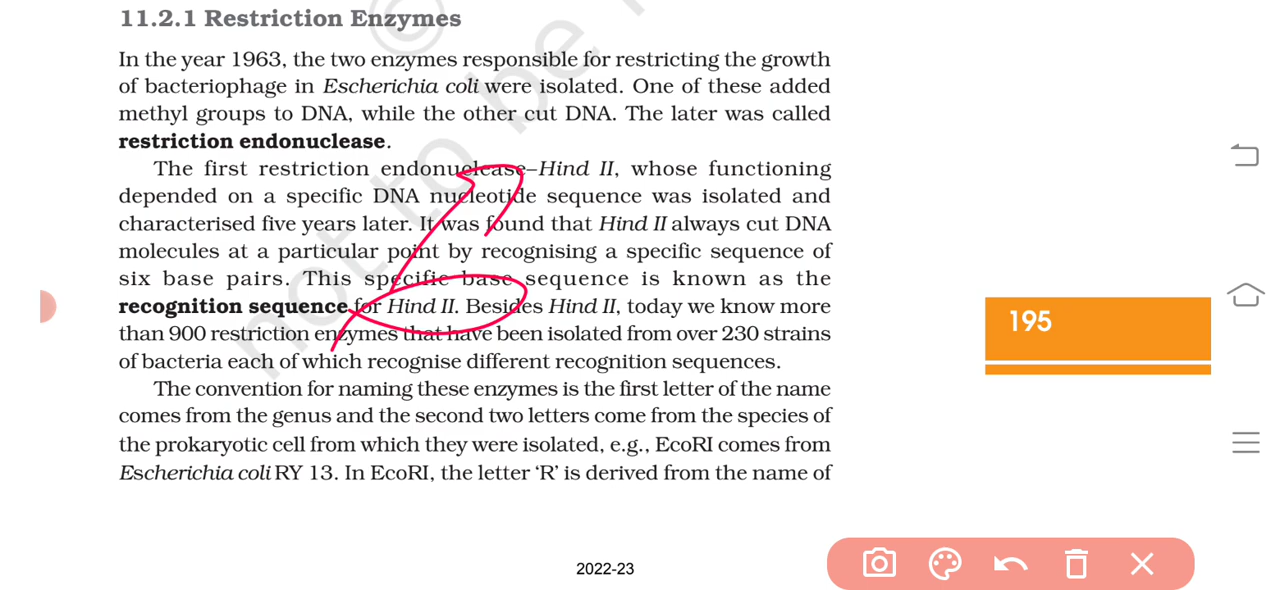 11.2.1 Restriction Enzymes
In the year 1963, the two enzymes responsible for restricting the growth
of bacteriophage in Escherichia coli were isolated. One of these added
methyl groups to DNA, while the other cut DNA. The later was called
restriction endonuclease.
The first restriction endonuclease–Hind II, whose functioning
depended on a specific DNA nucleotide sequence was isolated and
characterised five years later. It was found that Hind II always cut DNA
molecules at a particular point by recognising a specific sequence of
six base pairs. This specific base sequence is known as the
recognition sequence for Hind II. Besides Hind II, today we know more
than 900 restriction enzymes that have been isolated from over 230 strains
of bacteria each of which recognise different recognition sequences.
The convention for naming these enzymes is the first letter of the name
comes from the genus and the second two letters come from the species of
the prokaryotic cell from which they were isolated, e.g., EcoRI comes from
Escherichia coli RY 13. In EcoRI, the letter ‘R’ is derived from the name of
195
2022-23
©
not to be